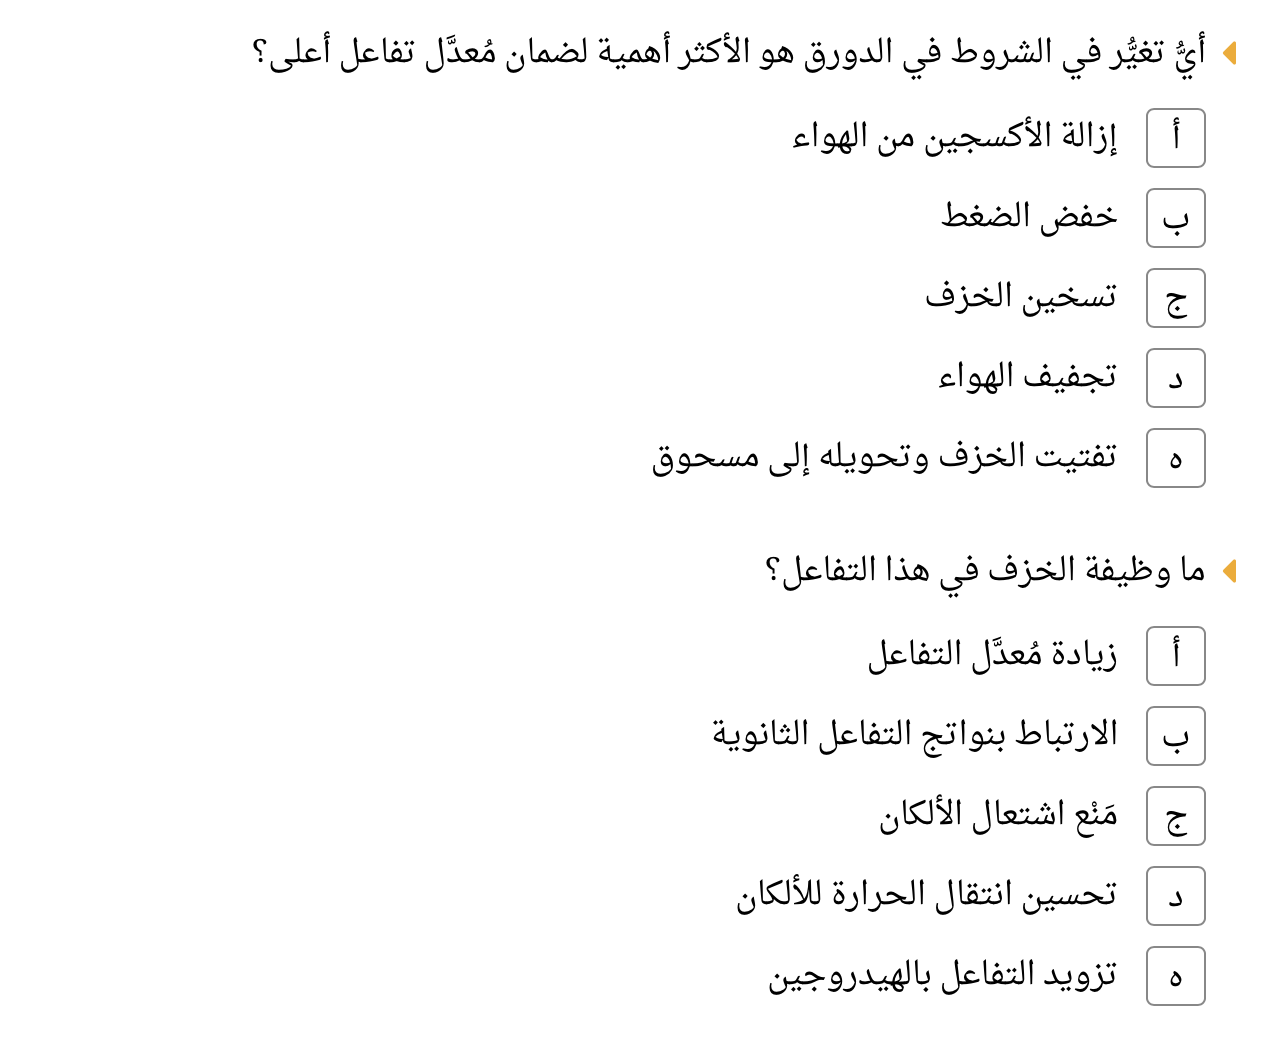 أيُّ تغيُّر في الشروط في الدورق هو الأكثر أهمية لضمان مُعدَّل تفاعل أعلى؟
أ إزالة الأكسجين من الهواء
ب خفض الضغط
ج تسخين الخزف
د تجفيف الهواء
ه تفتيت الخزف وتحويله إلى مسحوق
ما وظيفة الخزف في هذا التفاعل؟
أ زيادة مُعدَّل التفاعل
ب الارتباط بنواتج التفاعل الثانوية
ج مَنْع اشتعال الألكان
د تحسين انتقال الحرارة للألكان
ه تزويد التفاعل بالهيدروجين